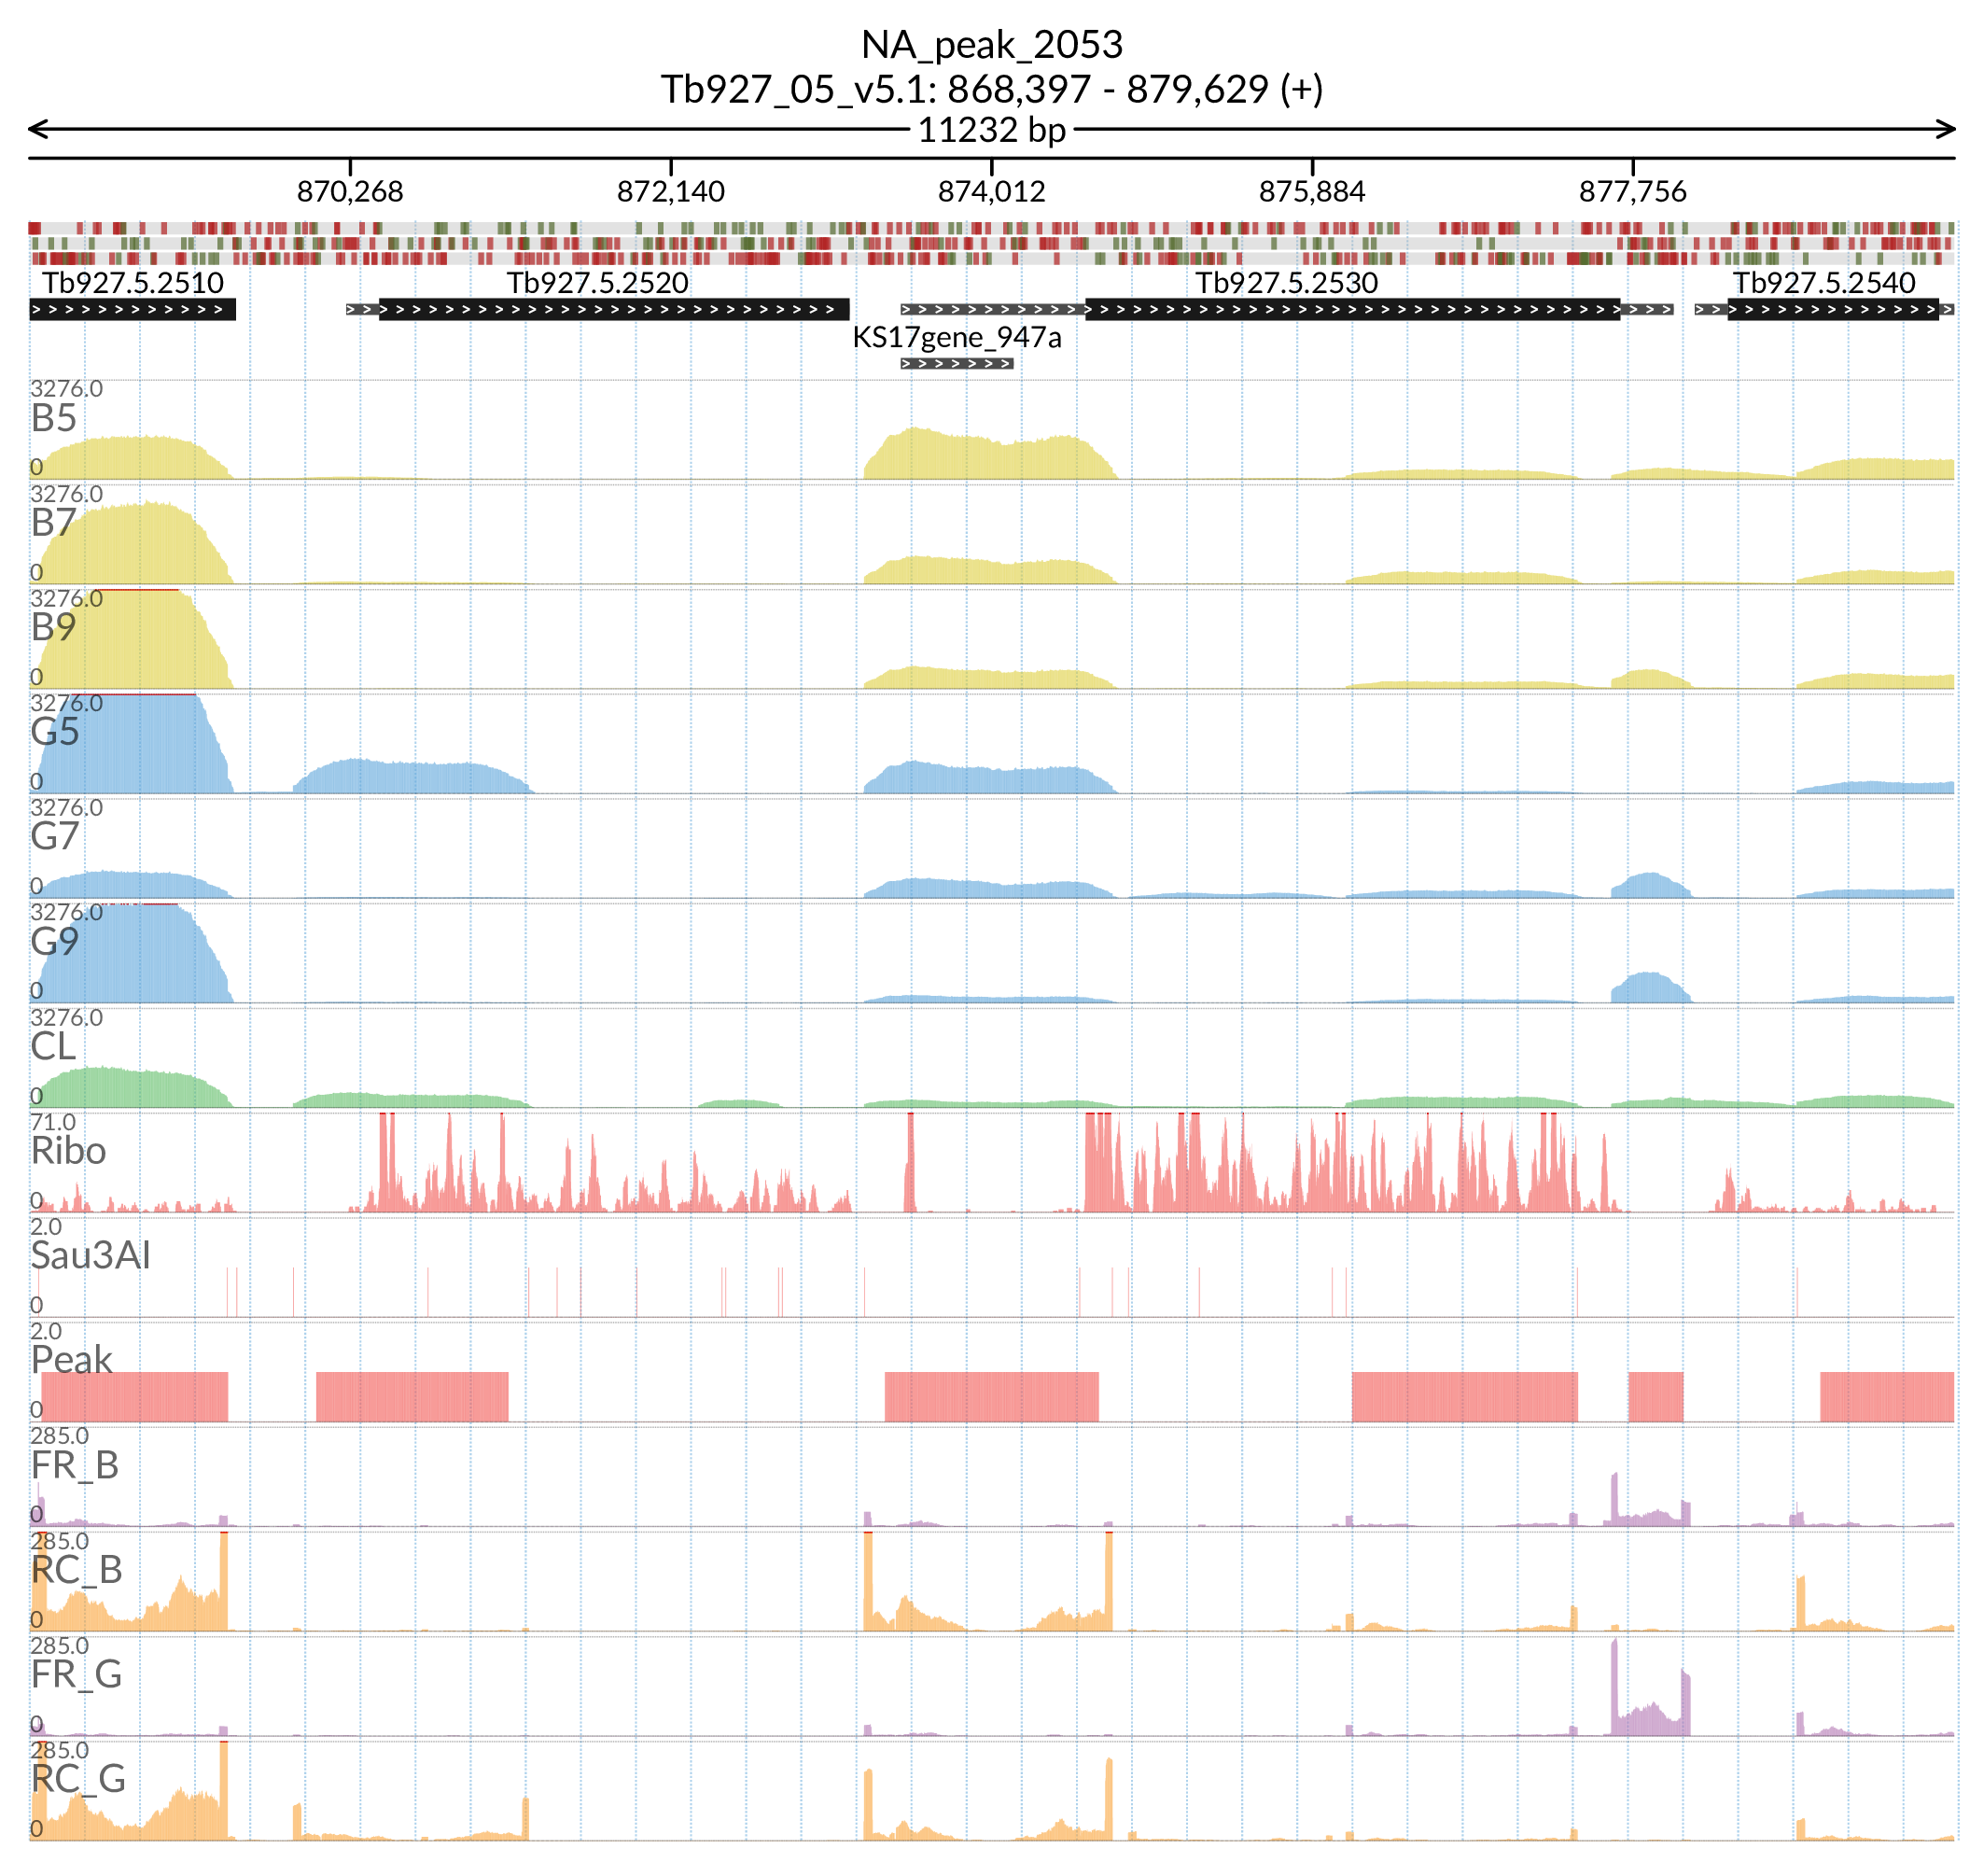 NA_peak_2053
Tb927_05_v5.1: 868,397 - 879,629 (+)
11232 bp
870,268 872,140 874,012 875,884 877,756
Tb927.5.2510 Tb927.5.2520 Tb927.5.2530 Tb927.5.2540
KS17gene_947a
3276.0
B5
0
3276.0
B7
0
3276.0
B9
0
3276.0
G5
0
3276.0
G7
0
3276.0
G9
0
3276.0
CL
0
71.0
Ribo
0
2.0
Sau3AI
0
2.0
Peak
0
285.0
FR_B
0
285.0
RC_B
0
285.0
FR_G
0
285.0
RC_G
0